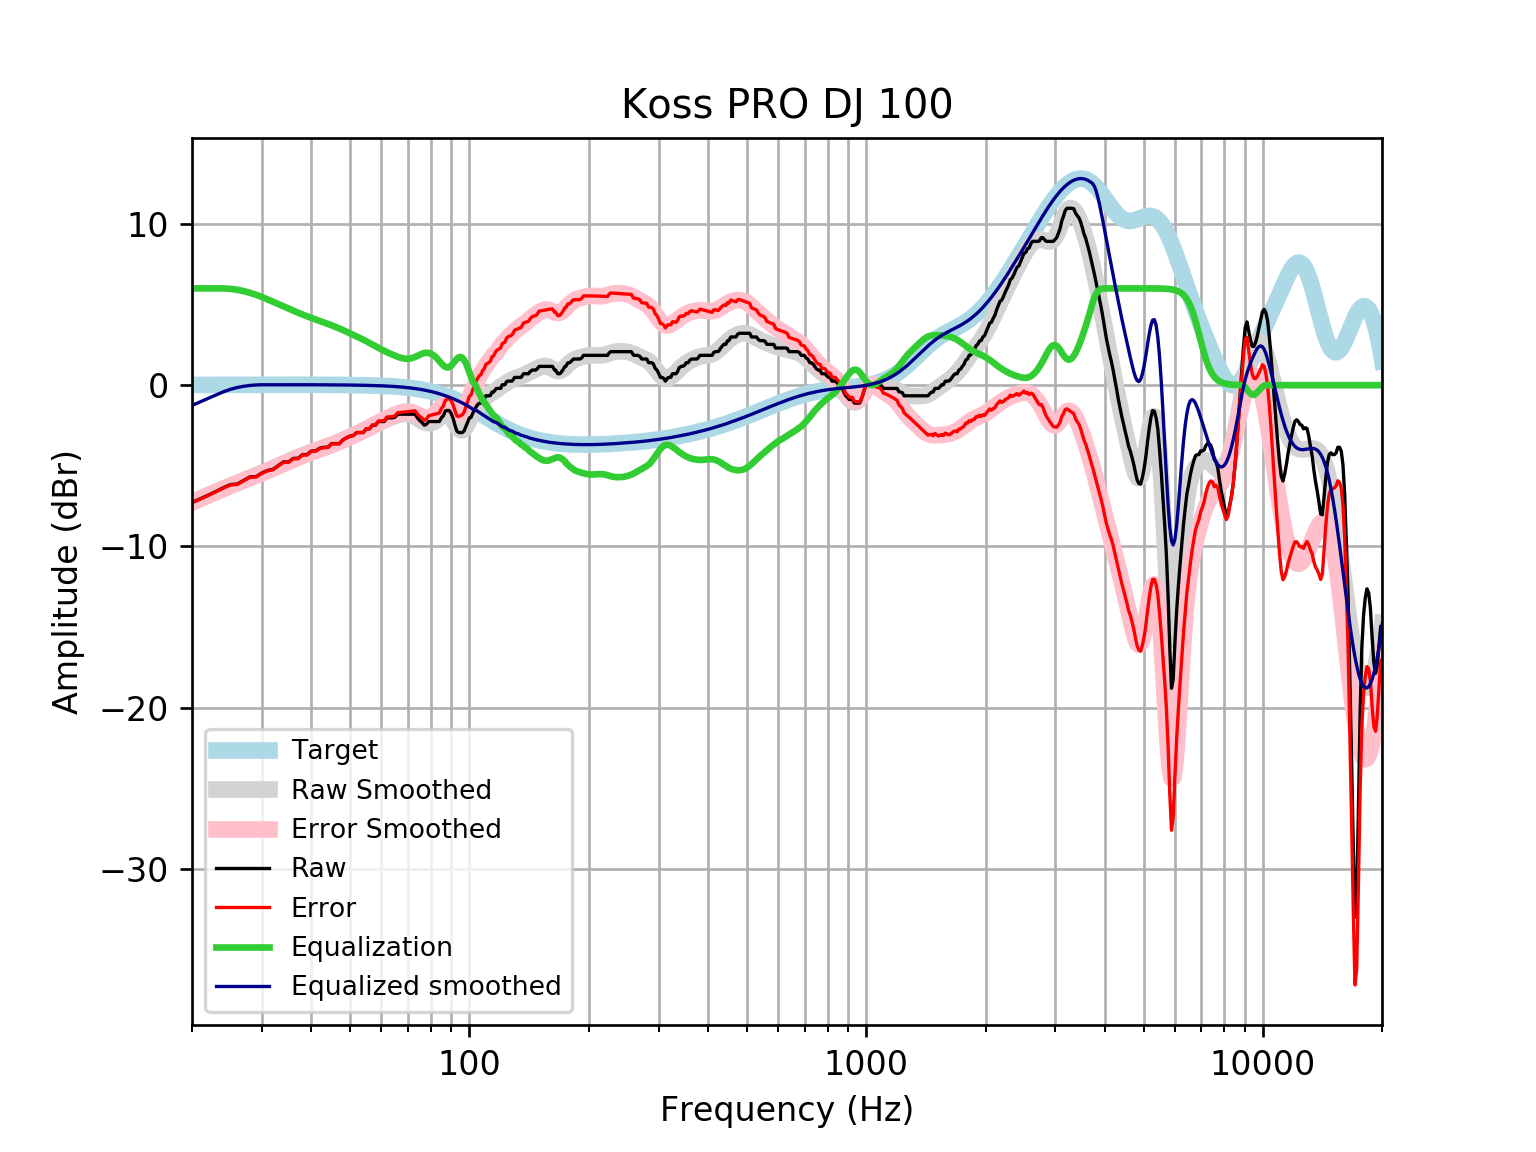 Koss PRO DJ 100
Amplitude (dBr)
10
0
−10
−20
−30
Target
Raw Smoothed
Error Smoothed
Raw
Error
Equalization
Equalized smoothed
100 1000 10000
Frequency (Hz)